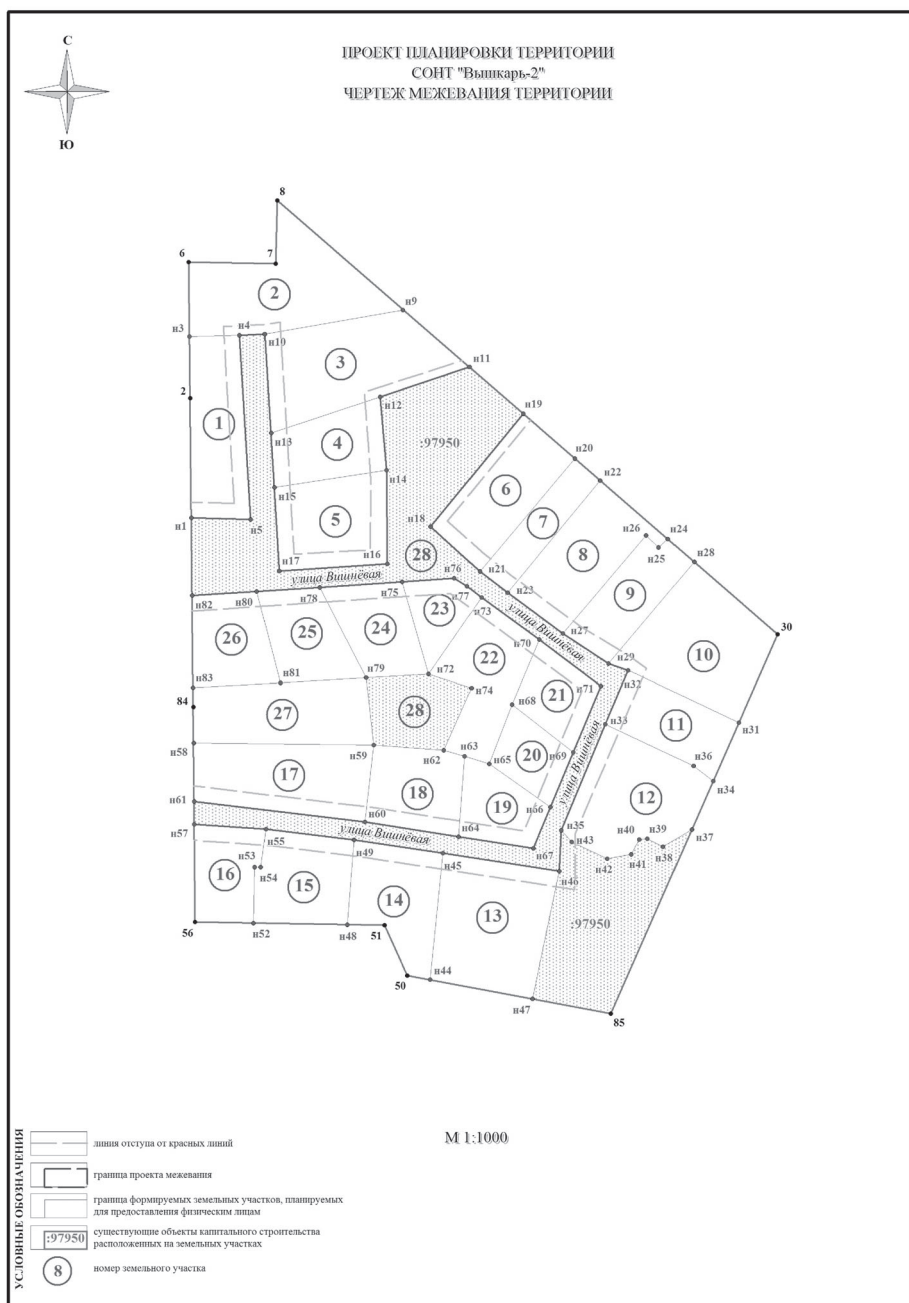 С
Ю
ПРОЕКТ ПЛАНИРОВКИ ТЕРРИТОРИИ
СОНТ "Вышкарь-2"
ЧЕРТЕЖ МЕЖЕВАНИЯ ТЕРРИТОРИИ
8
6
7
2
н9
н3
н4
н10
3
н11
2
н12
1
н19
н13
4
:97950
н20
н14
6
н22
н15
7
5
8
н26
н24
н1
н5
н18
н25
н28
н17
н16
28
н21
9
улица Вишнёвая
н76
н82
н80
н78
н75
н77
н23
23
н73
улица Вишнёвая
н27
30
26
25
24
н70
10
22
н29
н83
н81
н79
н72
н74
21
н71
н32
84
27
28
н68
н33
11
н31
н58
н59
н62
н63
н65
20
н69
улица Вишнёвая
н36
н34
17
18
19
н66
12
н61
н60
н64
н35
н37
н57
улица Вишнёвая
н55
н49
н45
н67
н43
н40
н39
н38
н42
н41
16
н53
н54
15
н46
14
13
:97950
56
н52
н48
51
50
н44
н47
85
М 1:1000
УСЛОВНЫЕ ОБОЗНАЧЕНИЯ
линия отступа от красных линий
граница проекта межевания
граница формируемых земельных участков, планируемых
для предоставления физическим лицам
:97950
существующие объекты капитального строительства
расположенных на земельных участках
8
номер земельного участка